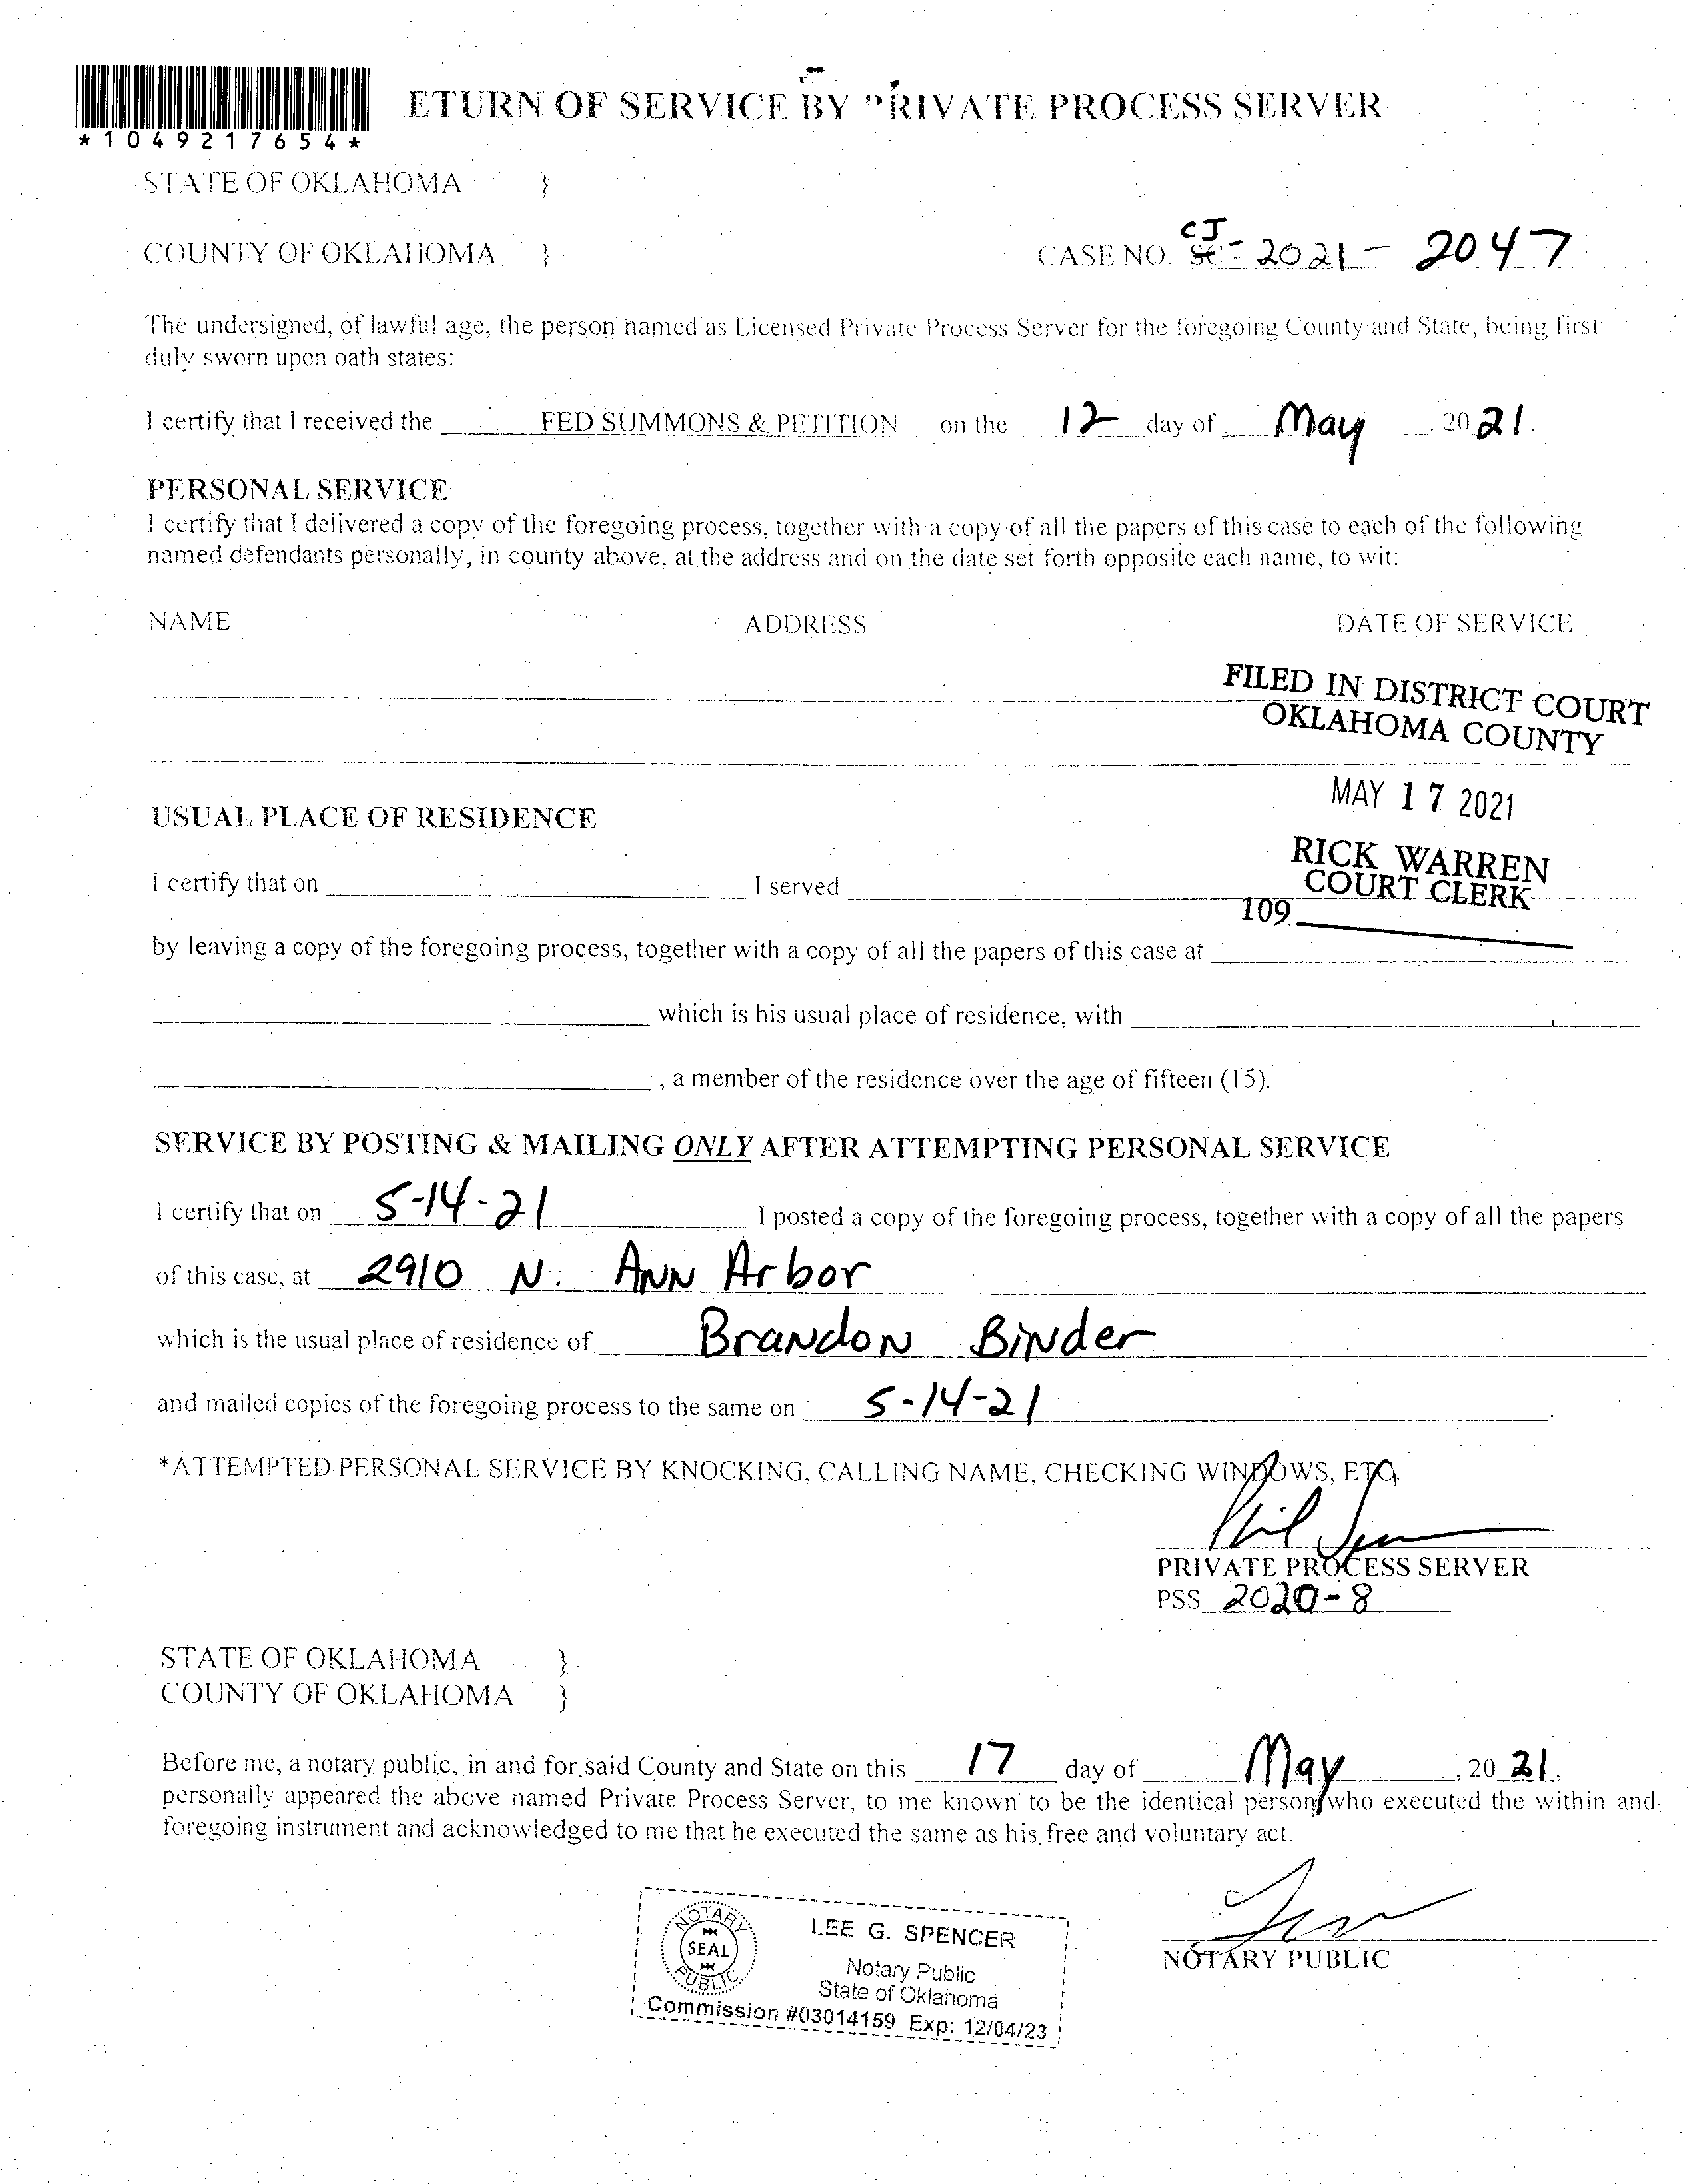 ETURN OF SERVICE BY PRIVATE PROCESS SERVER
*1049217654*
STATE OF OKLAHOMA }
COUNTY OF OKLAHOMA } CASE NO. CJ - 2021 - 2047
The undersigned, of lawful age, the person named as Licensed Private Process Server for the foregoing County and State, being first
duly sworn upon oath states:
I certify that I received the FED SUMMONS & PETITION on the 12 day of May 2021.
PERSONAL SERVICE
I certify that I delivered a copy of the foregoing process, together with a copy of all the papers of this case to each of the following
named defendants personally, in county above, at the address and on the date set forth opposite each name, to wit:
NAME ADDRESS DATE OF SERVICE
FILED IN DISTRICT COURT
OKLAHOMA COUNTY
MAY 17 2021
RICK WARREN
COURT CLERK
109
USUAL PLACE OF RESIDENCE
I certify that on I served
by leaving a copy of the foregoing process, together with a copy of all the papers of this case at
which is his usual place of residence, with
, a member of the residence over the age of fifteen (15).
SERVICE BY POSTING & MAILING ONLY AFTER ATTEMPTING PERSONAL SERVICE
I certify that on 5-14-21 I posted a copy of the foregoing process, together with a copy of all the papers
of this case, at 2910 N. ANN Arbor
which is the usual place of residence of BraNdoN BiNder
and mailed copies of the foregoing process to the same on 5-14-21
*ATTEMPTED PERSONAL SERVICE BY KNOCKING, CALLING NAME, CHECKING WINDOWS, ETC.
PRIVATE PROCESS SERVER
PSS 2020-8
STATE OF OKLAHOMA }
COUNTY OF OKLAHOMA }
Before me, a notary public, in and for said County and State on this 17 day of May, 2021,
personally appeared the above named Private Process Server, to me known to be the identical person who executed the within and
foregoing instrument and acknowledged to me that he executed the same as his free and voluntary act.
NOTARY PUBLIC
NOTARY
SEAL
PUBLIC
LEE G. SPENCER
Notary Public
State of Oklahoma
Commission #03014159 Exp: 12/04/23